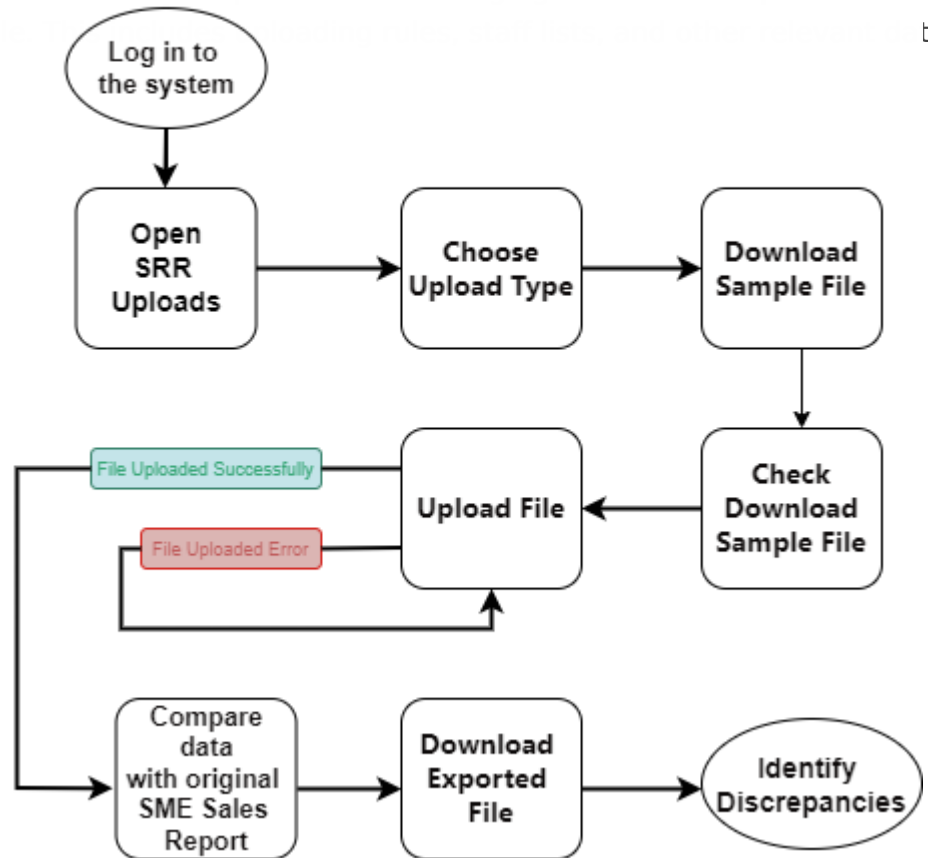 Log in to
the system
Open
SRR
Uploads
Choose
Upload Type
Download
Sample File
File Uploaded Successfully
File Uploaded Error
Upload File
Check
Download
Sample File
Compare
data
with original
SME Sales
Report
Download
Exported
File
Identify
Discrepancies